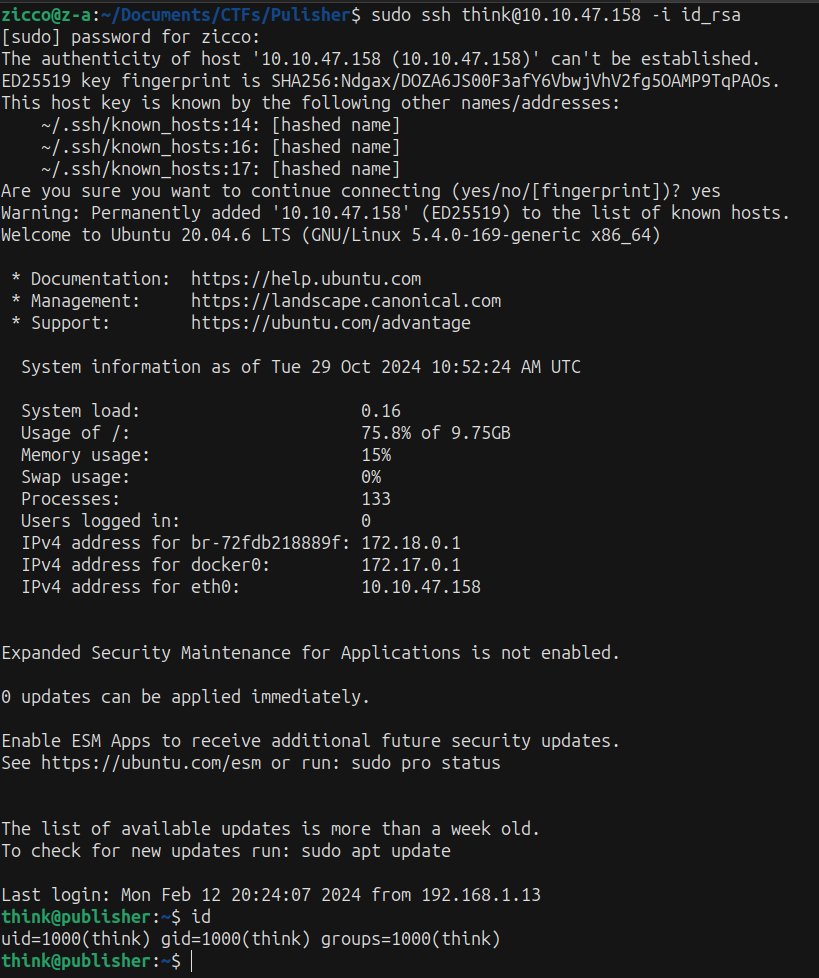 zicco@z-a:~/Documents/CTFs/Pulisher$ sudo ssh think@10.10.47.158 -i id_rsa
[sudo] password for zicco:
The authenticity of host '10.10.47.158 (10.10.47.158)' can't be established.
ED25519 key fingerprint is SHA256:Ndgax/DOZA6JS00F3afY6VbwjVhV2fg5OAMP9TqPAOs.
This host key is known by the following other names/addresses:
    ~/.ssh/known_hosts:14: [hashed name]
    ~/.ssh/known_hosts:16: [hashed name]
    ~/.ssh/known_hosts:17: [hashed name]
Are you sure you want to continue connecting (yes/no/[fingerprint])? yes
Warning: Permanently added '10.10.47.158' (ED25519) to the list of known hosts.
Welcome to Ubuntu 20.04.6 LTS (GNU/Linux 5.4.0-169-generic x86_64)
 * Documentation:  https://help.ubuntu.com
 * Management:     https://landscape.canonical.com
 * Support:        https://ubuntu.com/advantage
  System information as of Tue 29 Oct 2024 10:52:24 AM UTC
  System load:                      0.16
  Usage of /:                       75.8% of 9.75GB
  Memory usage:                     15%
  Swap usage:                       0%
  Processes:                        133
  Users logged in:                  0
  IPv4 address for br-72fdb218889f: 172.18.0.1
  IPv4 address for docker0:         172.17.0.1
  IPv4 address for eth0:            10.10.47.158
Expanded Security Maintenance for Applications is not enabled.
0 updates can be applied immediately.
Enable ESM Apps to receive additional future security updates.
See https://ubuntu.com/esm or run: sudo pro status
The list of available updates is more than a week old.
To check for new updates run: sudo apt update
Last login: Mon Feb 12 20:24:07 2024 from 192.168.1.13
think@publisher:~$ id
uid=1000(think) gid=1000(think) groups=1000(think)
think@publisher:~$